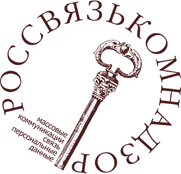 РОССВЯЗЬКОМНАДЗОР
массовые
коммуникации
связь
персональные
данные